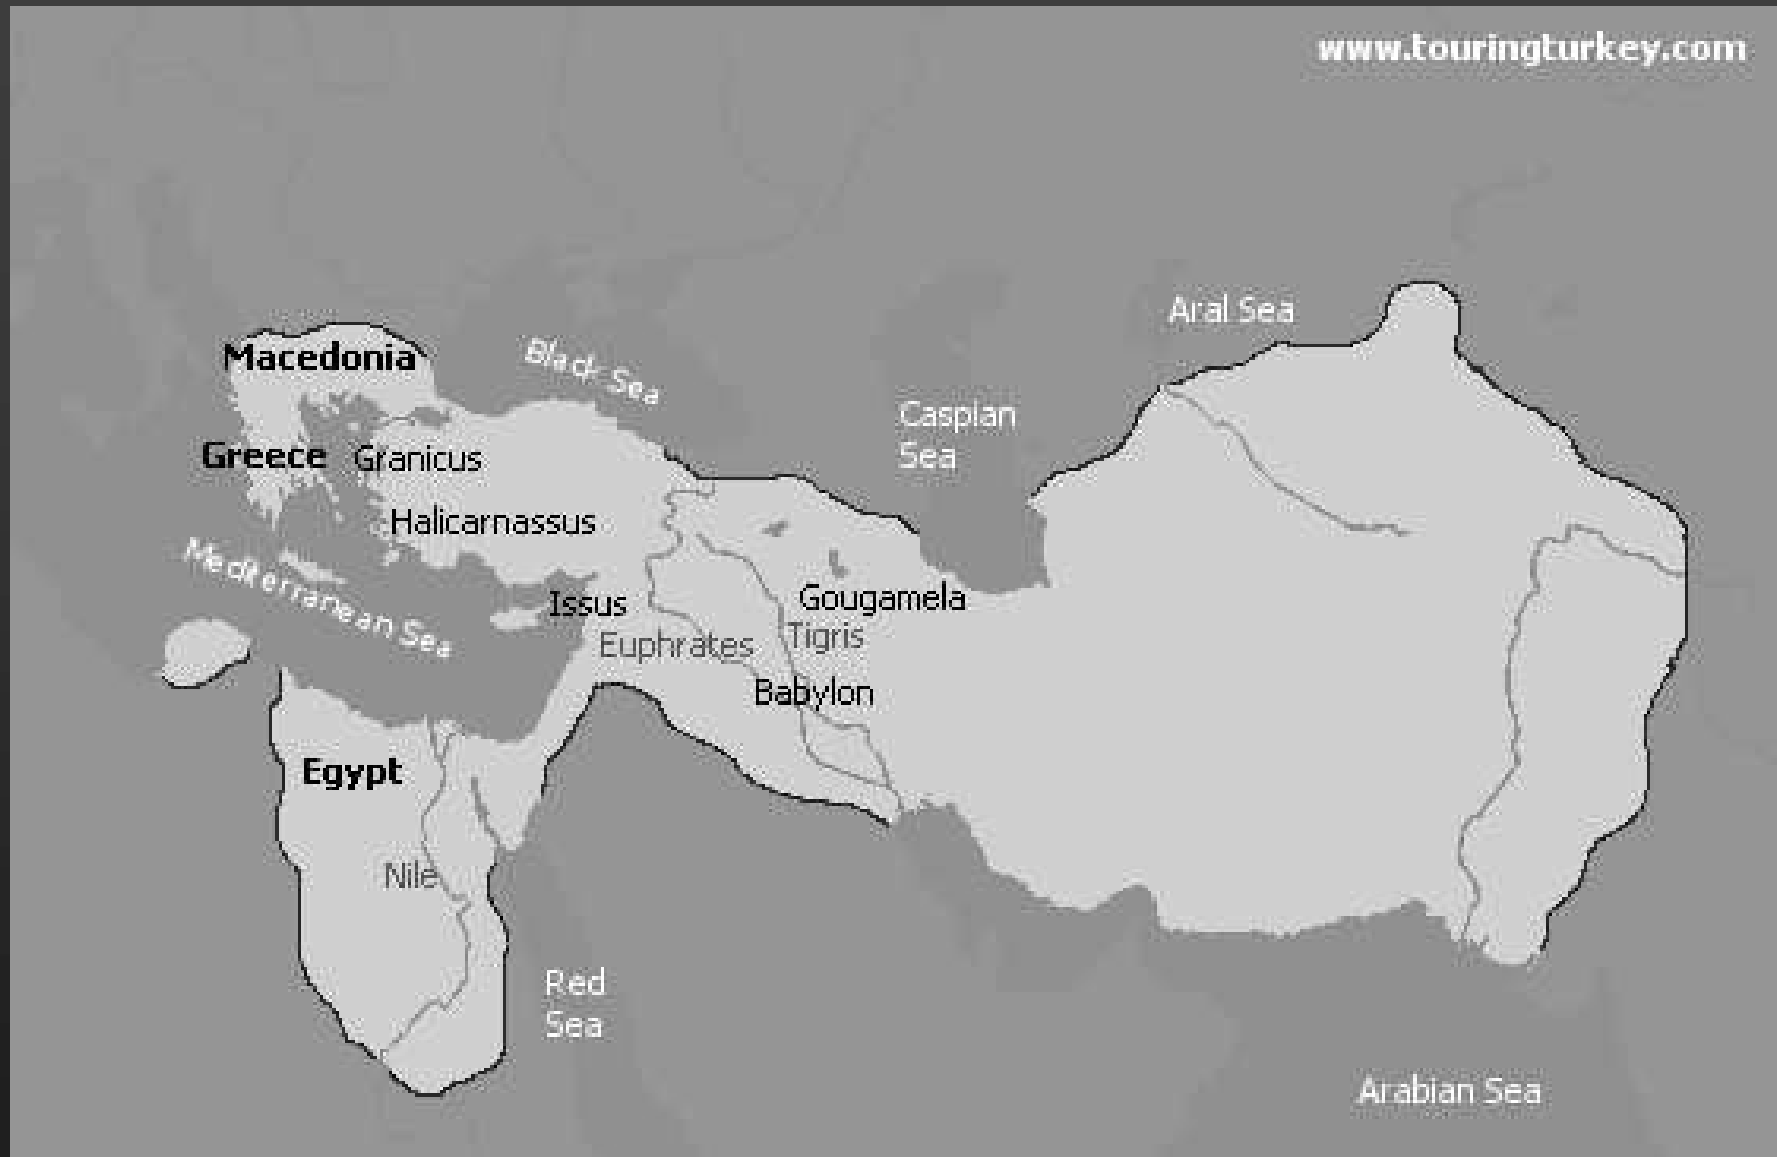 www.touringturkey.com
Aral Sea
Macedonia
Black Sea
Caspian
Sea
Greece
Granicus
Halicarnassus
Mediterranean Sea
Issus
Gougamela
Euphrates
Tigris
Babylon
Egypt
Nile
Red
Sea
Arabian Sea